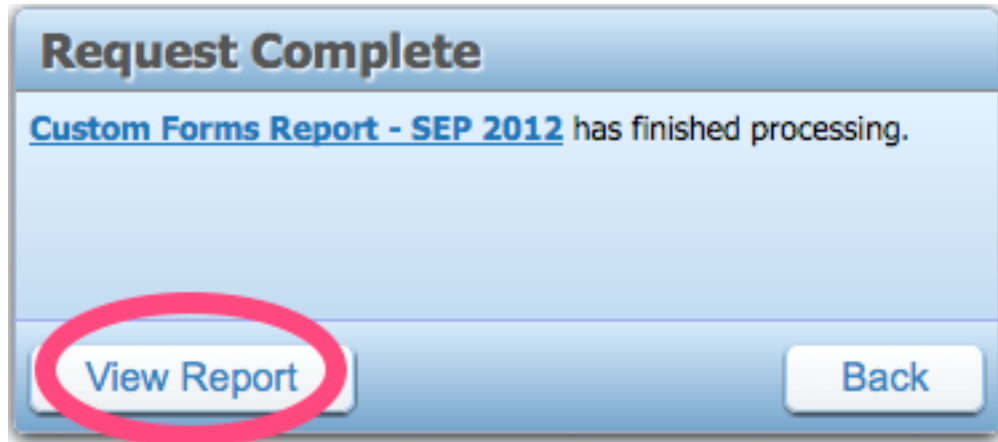 Request Complete
Custom Forms Report - SEP 2012 has finished processing.
View Report
Back